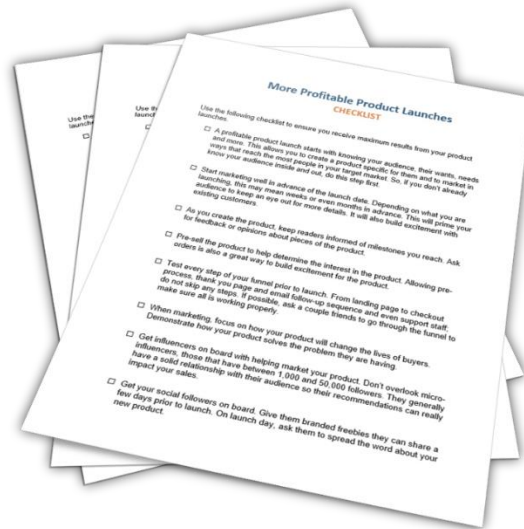 Use th
launch
Use th
launche
More Profitable Product Launches
CHECKLIST
Use the following checklist to ensure you receive maximum results from your product
launches.
A profitable product launch starts with knowing your audience, their wants, needs
and more. This allows you to create a product specific for them and to market in
ways that reach the most people in your target market. So, if you don't already
know your audience inside and out, do this step first.
Start marketing well in advance of the launch date. Depending on what you are
launching, this may mean weeks or even months in advance. This will prime your
audience to keep an eye out for more details. It will also build excitement with
existing customers.
As you create the product, keep readers informed of milestones you reach. Ask
for feedback or opinions about pieces of the product.
Pre-sell the product to help determine the interest in the product. Allowing pre-
orders is also a great way to build excitement for the product.
Test every step of your funnel prior to launch. From landing page to checkout
process, thank you page and email follow-up sequence and even support staff;
do not skip any steps. If possible, ask a couple friends to go through the funnel to
make sure all is working properly.
When marketing, focus on how your product will change the lives of buyers.
Demonstrate how your product solves the problem they are having.
Get influencers on board with helping market your product. Don't overlook micro-
influencers, those that have between 1,000 and 50,000 followers. They generally
have a solid relationship with their audience so their recommendations can really
impact your sales.
Get your social followers on board. Give them branded freebies they can share a
few days prior to launch. On launch day, ask them to spread the word about your
new product.